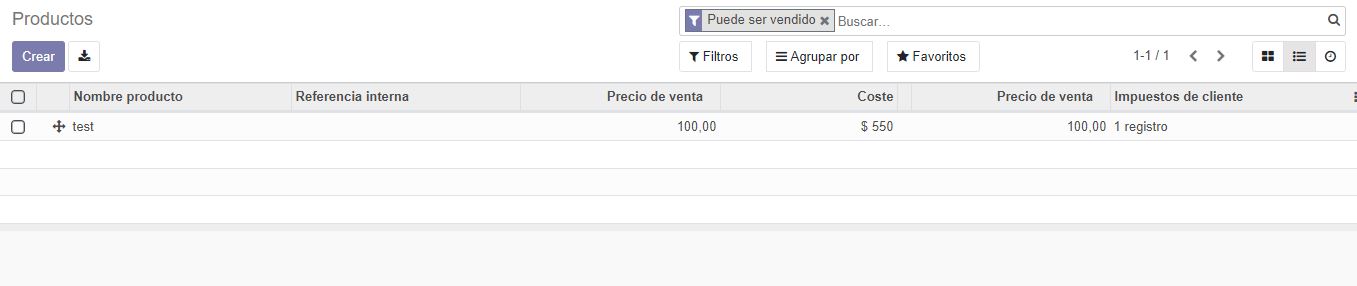 Productos
Puede ser vendido Buscar...
Crear
Filtros Agrupar por Favoritos 1-1 / 1
Nombre producto Referencia interna Precio de venta Coste Precio de venta Impuestos de cliente
test 100,00 $ 550 100,00 1 registro